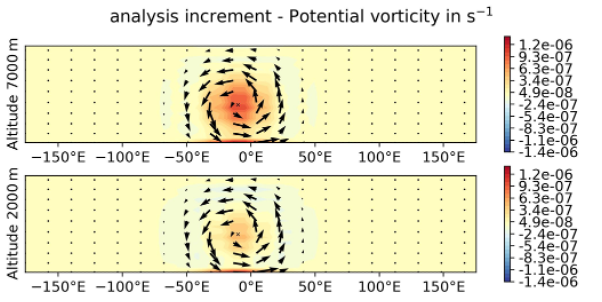 analysis increment - Potential vorticity in s⁻¹
Altitude 7000 m
−150°E −100°E −50°E 0°E 50°E 100°E 150°E
1.2e-06
9.3e-07
6.3e-07
3.4e-07
4.9e-08
-2.4e-07
-5.4e-07
-8.3e-07
-1.1e-06
-1.4e-06
Altitude 2000 m
−150°E −100°E −50°E 0°E 50°E 100°E 150°E
1.2e-06
9.3e-07
6.3e-07
3.4e-07
4.9e-08
-2.4e-07
-5.4e-07
-8.3e-07
-1.1e-06
-1.4e-06